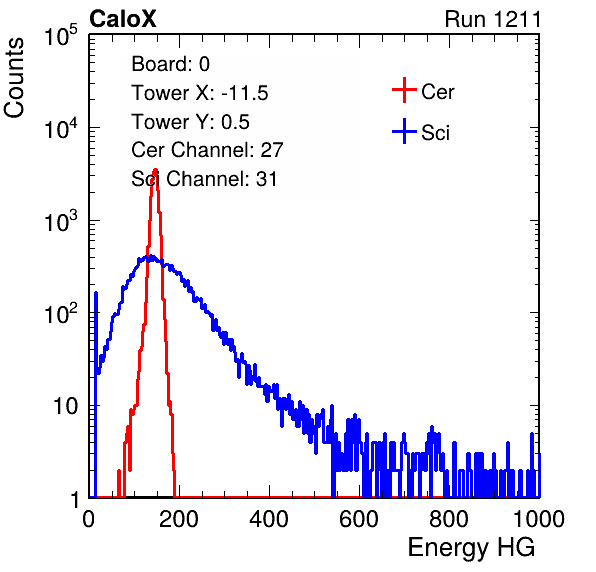 CaloX Run 1211
Counts
10^5
10^4
10^3
10^2
10
1
Board: 0
Tower X: -11.5
Tower Y: 0.5
Cer Channel: 27
Sci Channel: 31
Cer
Sci
0 200 400 600 800 1000
Energy HG